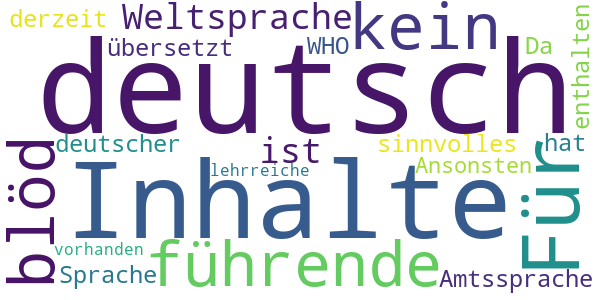 derzeit Weltsprache kein
übersetzt WHO Da
enthalten
deutsch
deutscher ist sinnvolles hat
blöd Inhalte lehrreiche Ansonsten Für
vorhanden führende
Sprache Amtssprache